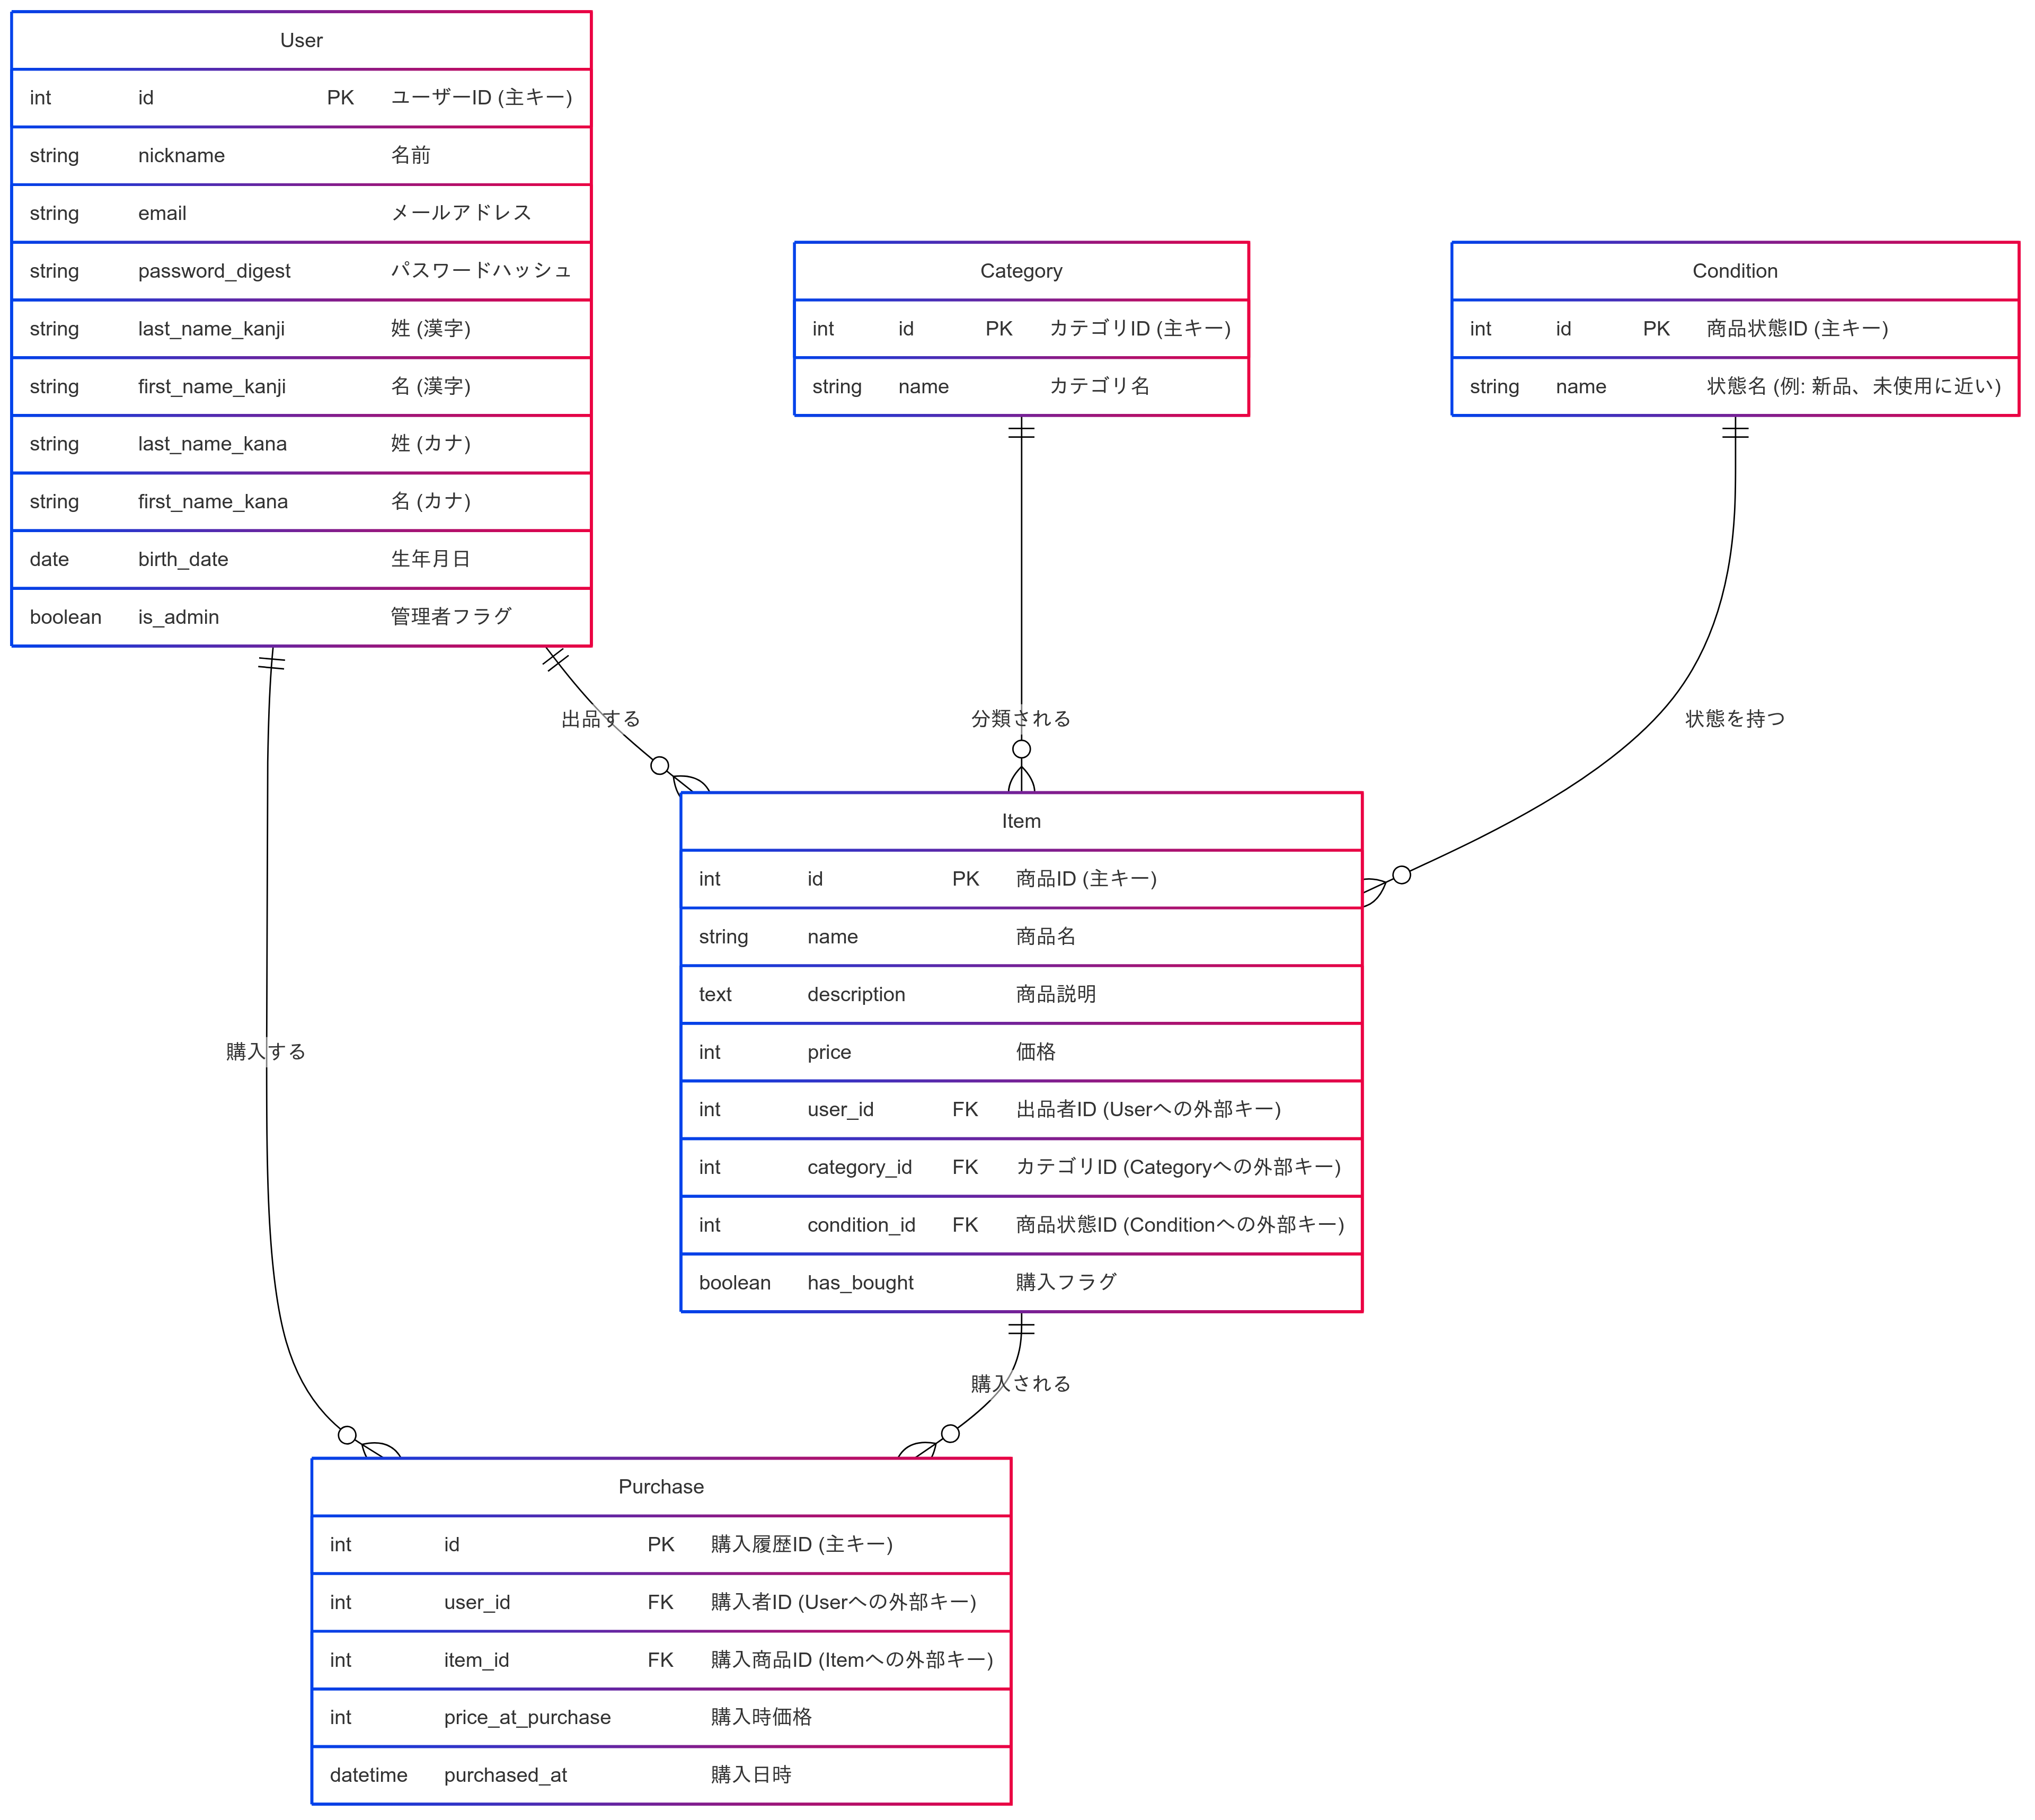 User
int id PK ユーザーID (主キー)
string nickname 名前
string email メールアドレス
string password_digest パスワードハッシュ
string last_name_kanji 姓 (漢字)
string first_name_kanji 名 (漢字)
string last_name_kana 姓 (カナ)
string first_name_kana 名 (カナ)
date birth_date 生年月日
boolean is_admin 管理者フラグ
Category
int id PK カテゴリID (主キー)
string name カテゴリ名
Condition
int id PK 商品状態ID (主キー)
string name 状態名 (例: 新品、未使用に近い)
出品する
分類される
状態を持つ
Item
int id PK 商品ID (主キー)
string name 商品名
text description 商品説明
int price 価格
int user_id FK 出品者ID (Userへの外部キー)
int category_id FK カテゴリID (Categoryへの外部キー)
int condition_id FK 商品状態ID (Conditionへの外部キー)
boolean has_bought 購入フラグ
購入する
購入される
Purchase
int id PK 購入履歴ID (主キー)
int user_id FK 購入者ID (Userへの外部キー)
int item_id FK 購入商品ID (Itemへの外部キー)
int price_at_purchase 購入時価格
datetime purchased_at 購入日時